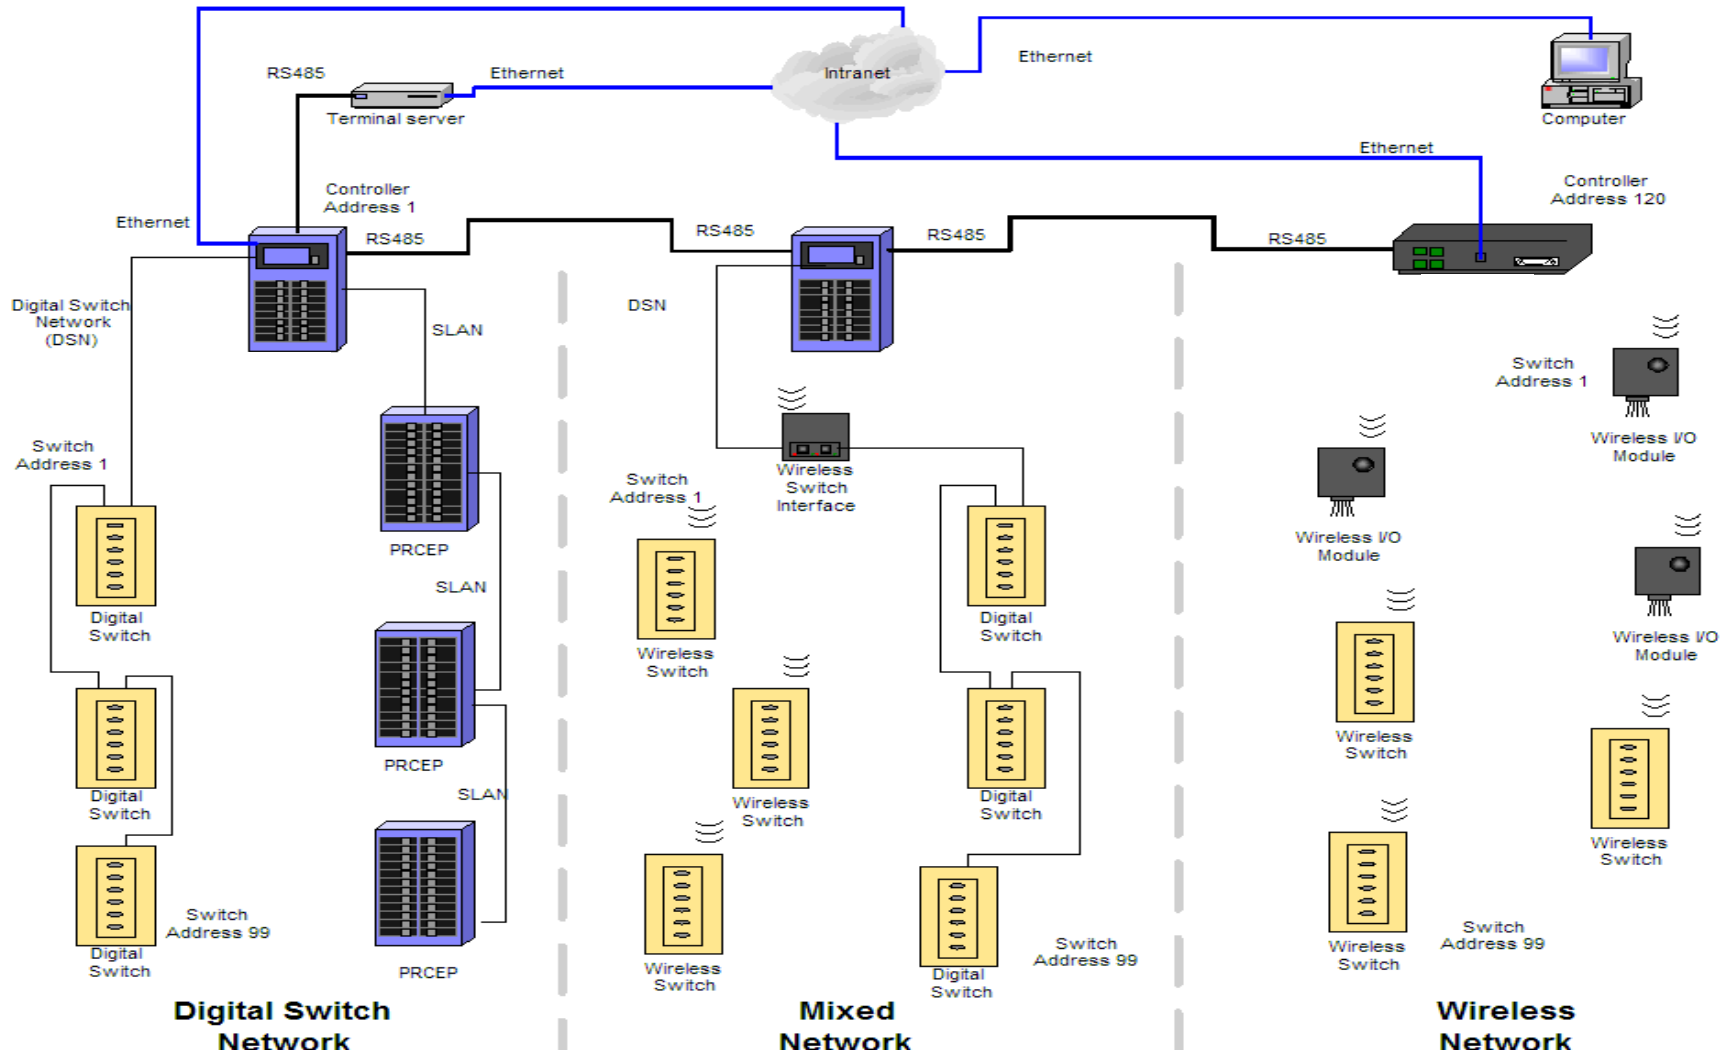 RS485
Ethernet
Intranet
Ethernet
Terminal server
Computer
Ethernet
Controller
Address 1
Controller
Address 120
Ethernet
RS485
RS485
RS485
RS485
Digital Switch
Network
(DSN)
SLAN
DSN
Switch
Address 1
Wireless I/O
Module
Switch
Address 1
PRCEP
Wireless
Switch
Interface
Switch
Address 1
Wireless I/O
Module
SLAN
Digital
Switch
Wireless
Switch
Digital
Switch
Wireless I/O
Module
Wireless
Switch
PRCEP
Digital
Switch
SLAN
Wireless
Switch
Digital
Switch
Wireless
Switch
Switch
Address 99
Digital
Switch
PRCEP
Wireless
Switch
Digital
Switch
Switch
Address 99
Wireless
Switch
Switch
Address 99
Digital Switch
Network
Mixed
Network
Wireless
Network